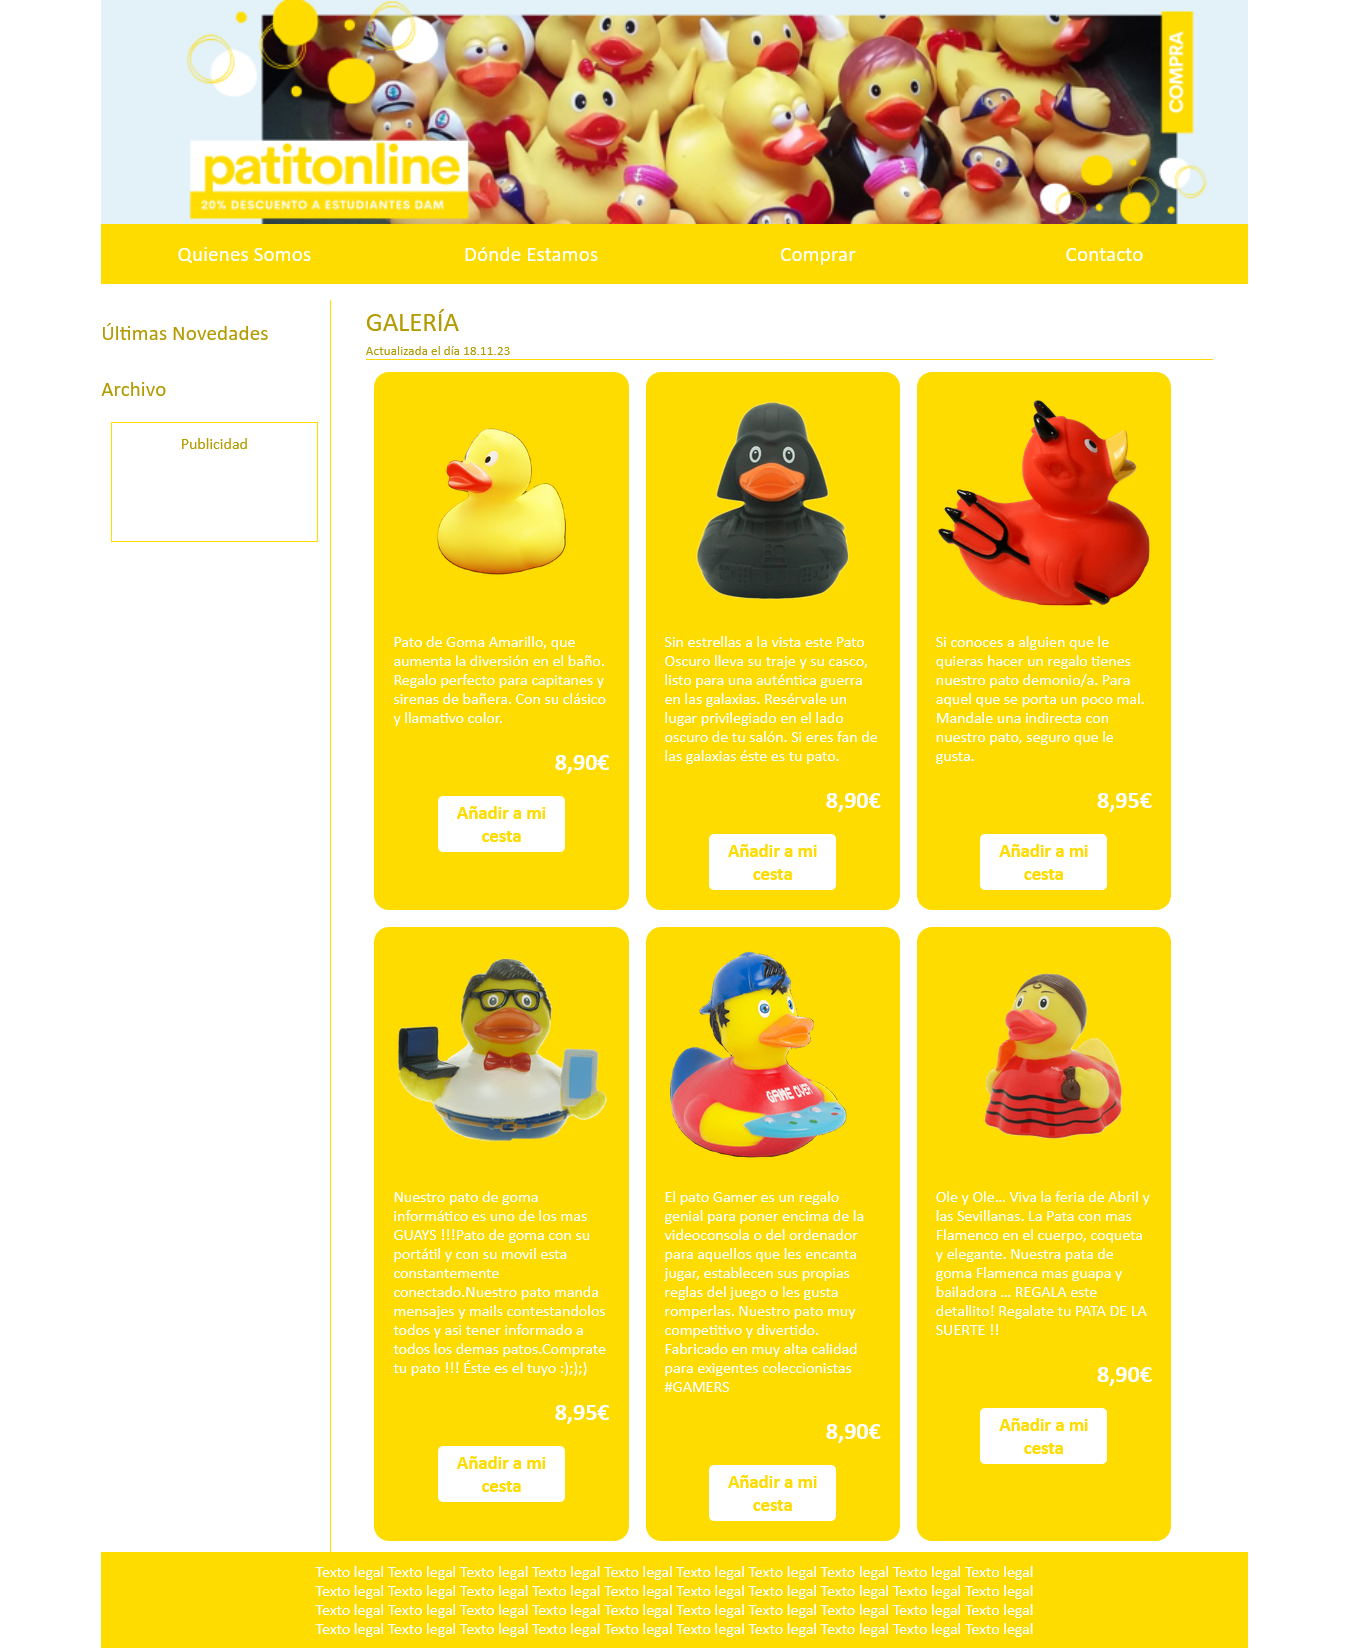 COMPRA
patitonline
20% DESCUENTO A ESTUDIANTES DAM
Quienes Somos
Dónde Estamos
Comprar
Contacto
Últimas Novedades
Archivo
Publicidad
GALERÍA
Actualizada el día 18.11.23
Pato de Goma Amarillo, que
aumenta la diversión en el baño.
Regalo perfecto para capitanes y
sirenas de bañera. Con su clásico
y llamativo color.
8,90€
Añadir a mi
cesta
Sin estrellas a la vista este Pato
Oscuro lleva su traje y su casco,
listo para una auténtica guerra
en las galaxias. Resérvale un
lugar privilegiado en el lado
oscuro de tu salón. Si eres fan de
las galaxias éste es tu pato.
8,90€
Añadir a mi
cesta
Si conoces a alguien que le
quieras hacer un regalo tienes
nuestro pato demonio/a. Para
aquel que se porta un poco mal.
Mandale una indirecta con
nuestro pato, seguro que le
gusta.
8,95€
Añadir a mi
cesta
Nuestro pato de goma
informático es uno de los mas
GUAYS !!!Pato de goma con su
portátil y con su movil esta
constantemente
conectado.Nuestro pato manda
mensajes y mails contestandolos
todos y asi tener informado a
todos los demas patos.Comprate
tu pato !!! Éste es el tuyo :);););)
8,95€
Añadir a mi
cesta
GAME OVER
El pato Gamer es un regalo
genial para poner encima de la
videoconsola o del ordenador
para aquellos que les encanta
jugar, establecen sus propias
reglas del juego o les gusta
romperlas. Nuestro pato muy
competitivo y divertido.
Fabricado en muy alta calidad
para exigentes coleccionistas
#GAMERS
8,90€
Añadir a mi
cesta
Ole y Ole... Viva la feria de Abril y
las Sevillanas. La Pata con mas
Flamenco en el cuerpo, coqueta
y elegante. Nuestra pata de
goma Flamenca mas guapa y
bailadora ... REGALA este
detallito! Regalate tu PATA DE LA
SUERTE !!
8,90€
Añadir a mi
cesta
Texto legal Texto legal Texto legal Texto legal Texto legal Texto legal Texto legal Texto legal Texto legal Texto legal
Texto legal Texto legal Texto legal Texto legal Texto legal Texto legal Texto legal Texto legal Texto legal Texto legal
Texto legal Texto legal Texto legal Texto legal Texto legal Texto legal Texto legal Texto legal Texto legal Texto legal
Texto legal Texto legal Texto legal Texto legal Texto legal Texto legal Texto legal Texto legal Texto legal Texto legal